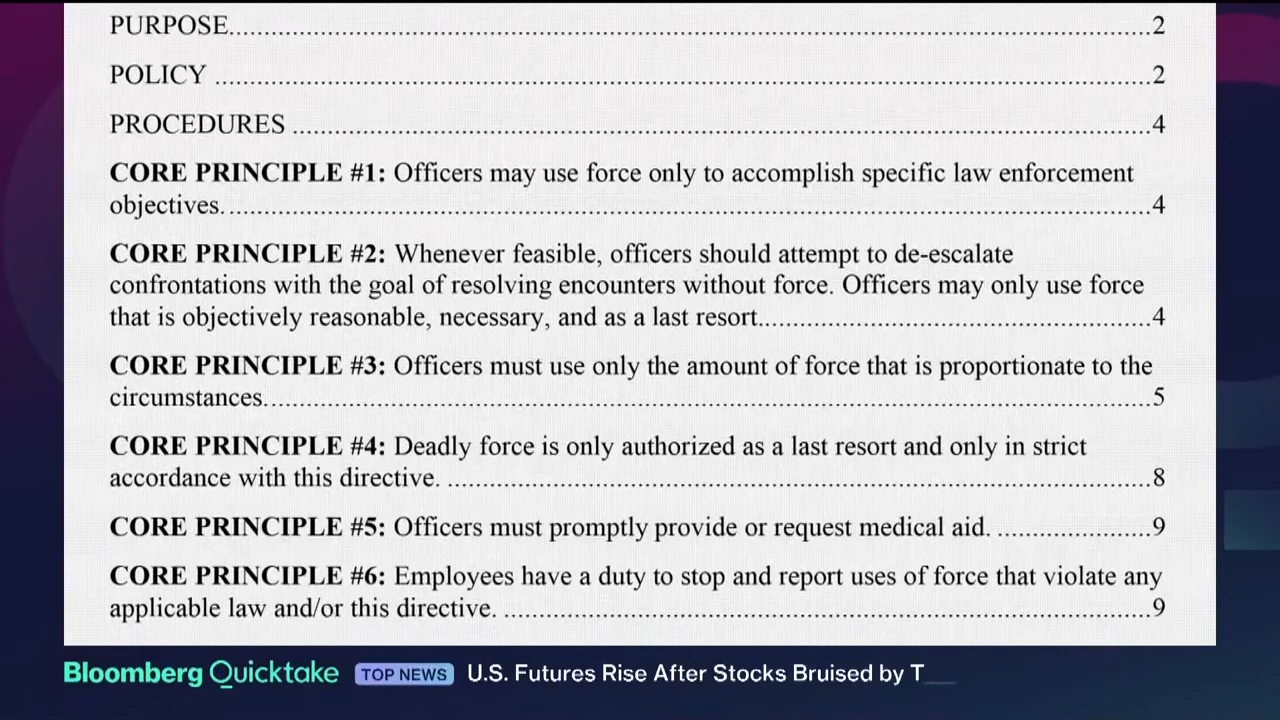 PURPOSE..........2
POLICY ..........2
PROCEDURES ..........4
CORE PRINCIPLE #1: Officers may use force only to accomplish specific law enforcement
objectives...........4
CORE PRINCIPLE #2: Whenever feasible, officers should attempt to de-escalate
confrontations with the goal of resolving encounters without force. Officers may only use force
that is objectively reasonable, necessary, and as a last resort...........4
CORE PRINCIPLE #3: Officers must use only the amount of force that is proportionate to the
circumstances...........5
CORE PRINCIPLE #4: Deadly force is only authorized as a last resort and only in strict
accordance with this directive. ..........8
CORE PRINCIPLE #5: Officers must promptly provide or request medical aid. ..........9
CORE PRINCIPLE #6: Employees have a duty to stop and report uses of force that violate any
applicable law and/or this directive. ..........9
Bloomberg Quicktake TOP NEWS U.S. Futures Rise After Stocks Bruised by T__